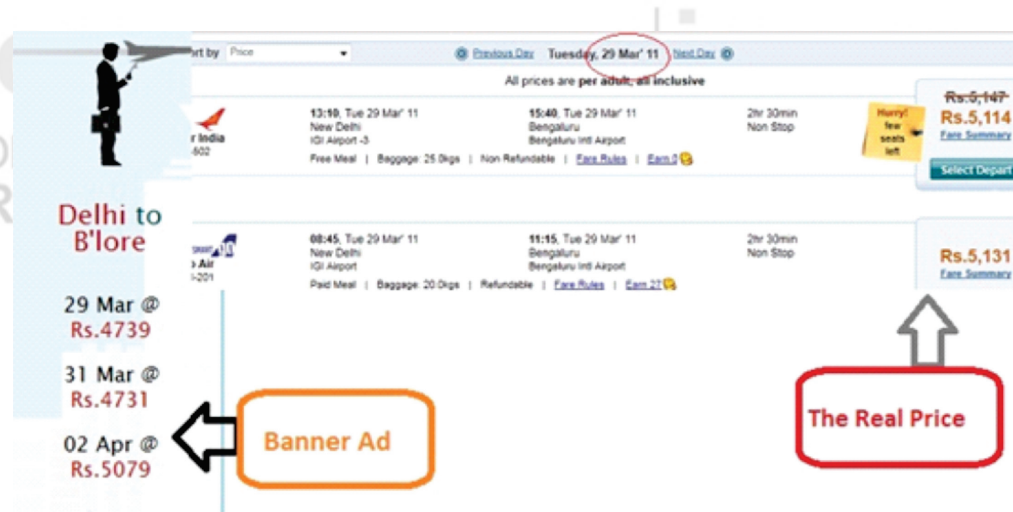 ort by Price
Previous Day Tuesday, 29 Mar' 11 Next Day
All prices are per adult, all inclusive
13:10, Tue 29 Mar' 11 15:40, Tue 29 Mar' 11 2hr 30min
New Delhi Bengaluru Non Stop
IGI Airport -3 Bengaluru Intl Airport
r India
-602
Free Meal | Baggage: 25.0kgs | Non Refundable | Fare Rules | Earn 0
Hurry!
few
seats
left
Rs.5,147
Rs.5,114
Fare Summary
Select Depart
08:45, Tue 29 Mar' 11 11:15, Tue 29 Mar' 11 2hr 30min
New Delhi Bengaluru Non Stop
IGI Airport Bengaluru Intl Airport
Air
-201
Paid Meal | Baggage: 20.0kgs | Refundable | Fare Rules | Earn 27
Rs.5,131
Fare Summary
Delhi to
B'lore
29 Mar @
Rs.4739
31 Mar @
Rs.4731
02 Apr @
Rs.5079
Banner Ad
The Real Price